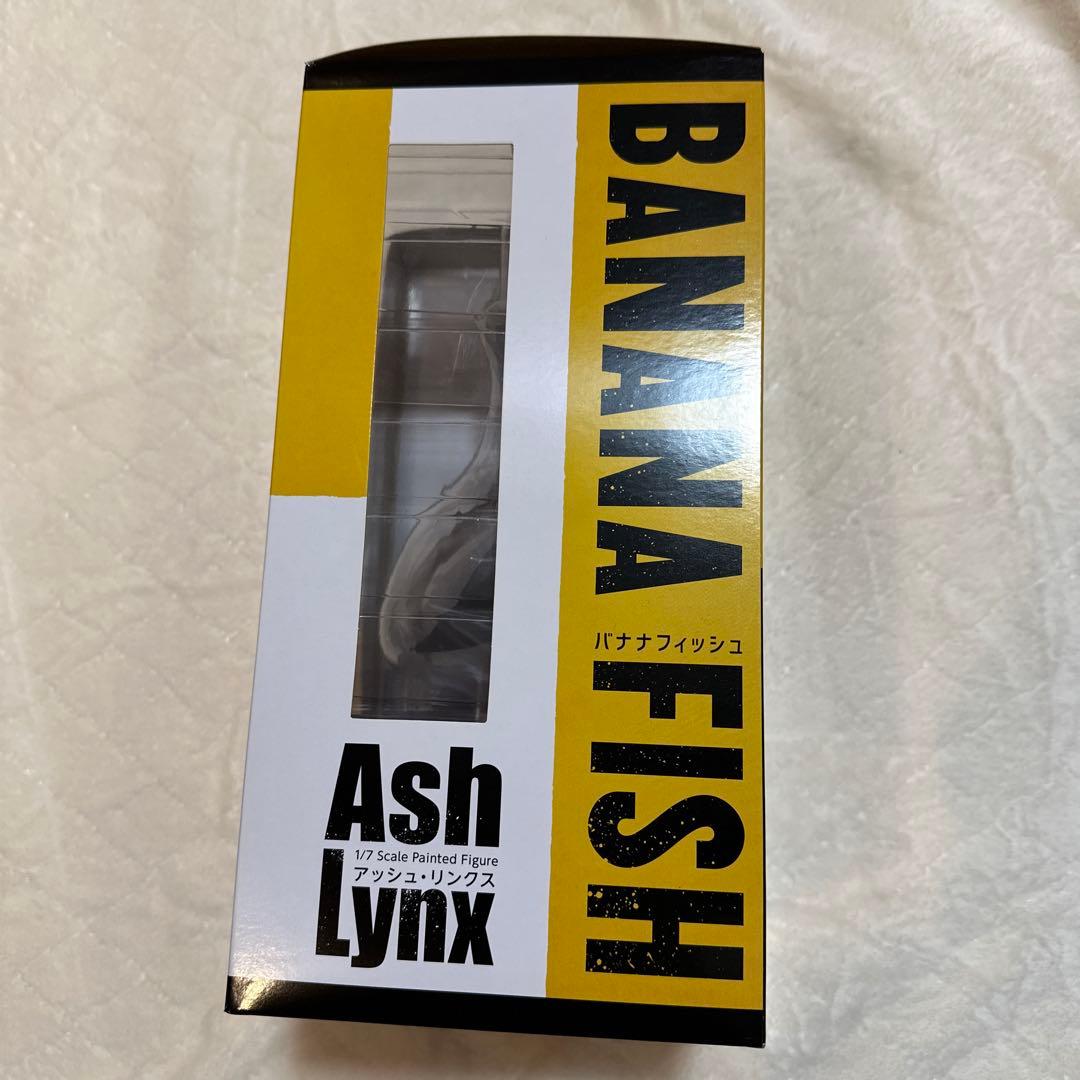 BANANA FISH
バナナフィッシュ
Ash
1/7 Scale Painted Figure
アッシュ・リンクス
Lynx